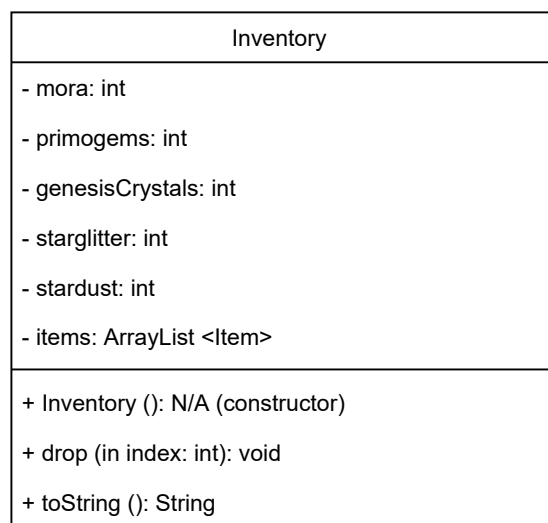 Inventory
- mora: int
- primogems: int
- genesisCrystals: int
- starglitter: int
- stardust: int
- items: ArrayList <Item>
+ Inventory (): N/A (constructor)
+ drop (in index: int): void
+ toString (): String